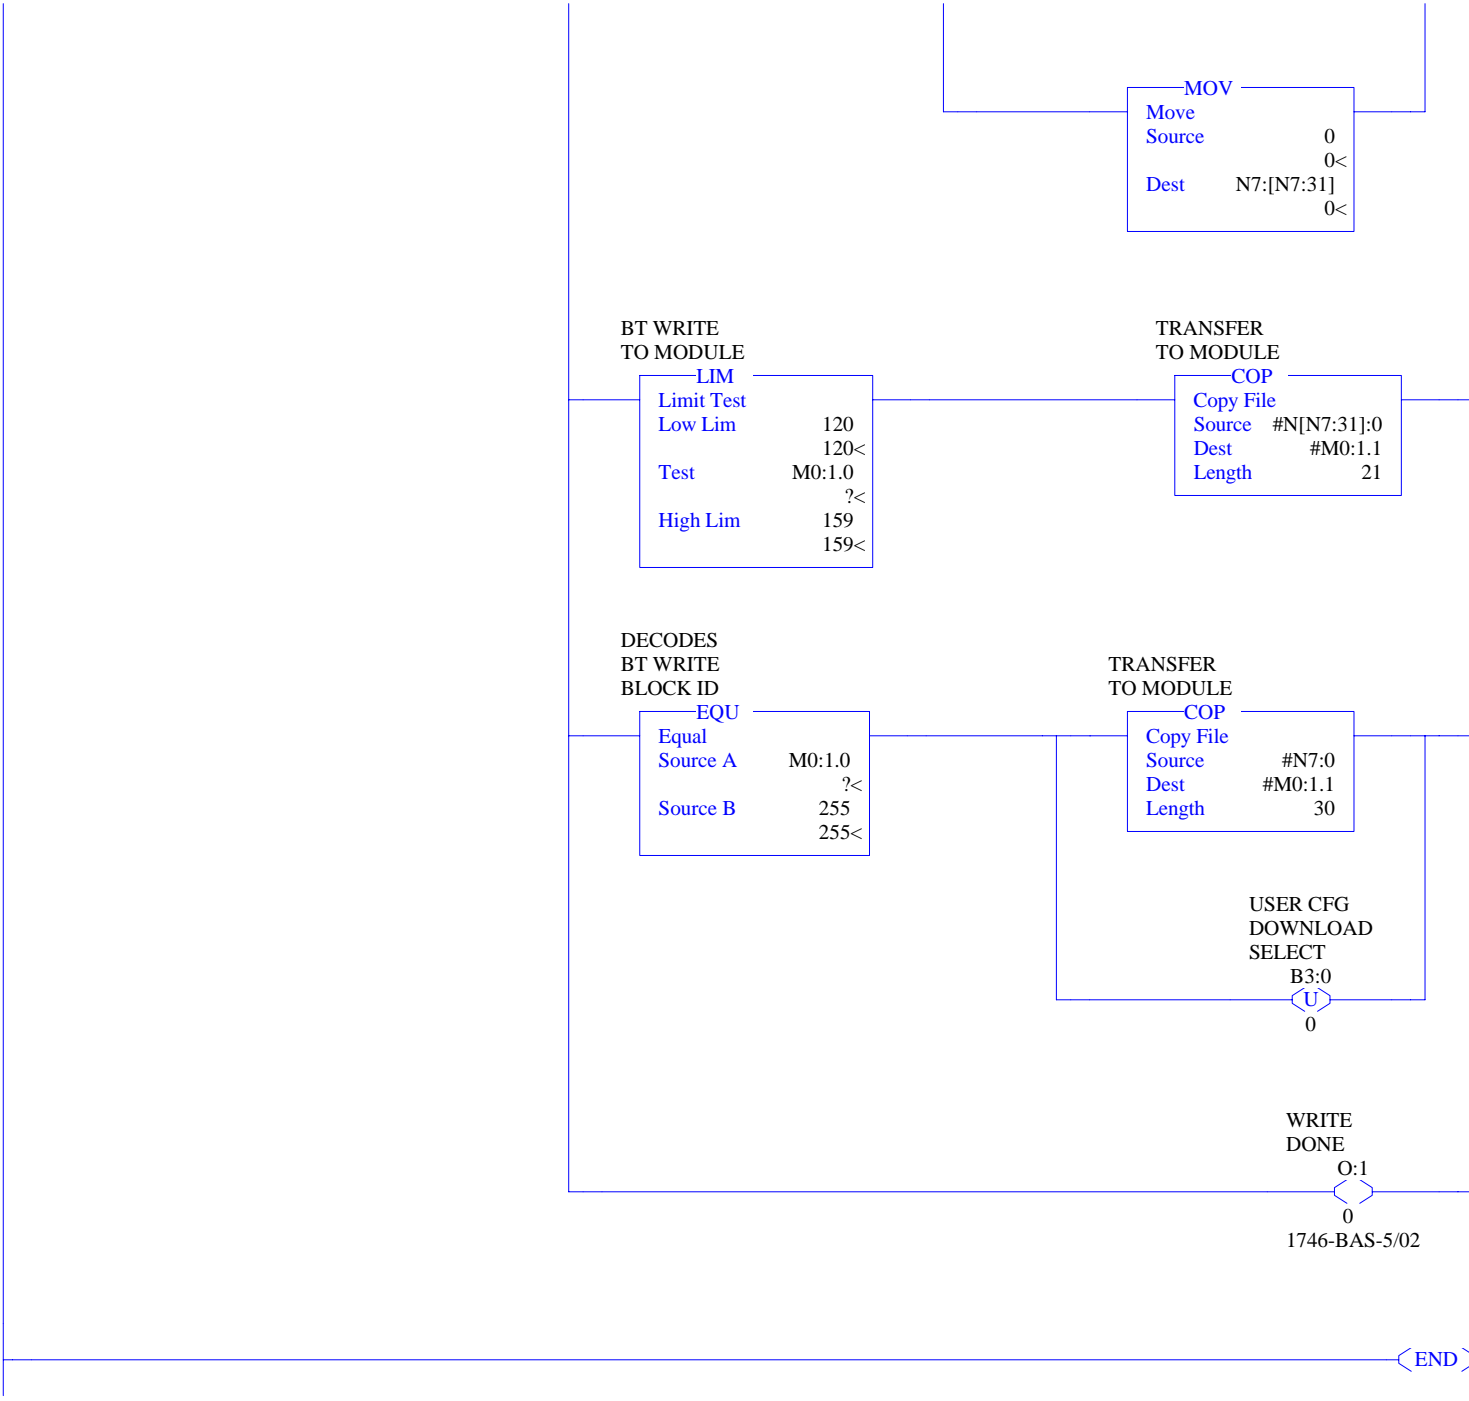 MOV
Move
Source 0
0<
Dest N7:[N7:31]
0<
BT WRITE
TO MODULE
LIM
Limit Test
Low Lim 120
120<
Test M0:1.0
?<
High Lim 159
159<
TRANSFER
TO MODULE
COP
Copy File
Source #N[N7:31]:0
Dest #M0:1.1
Length 21
DECODES
BT WRITE
BLOCK ID
EQU
Equal
Source A M0:1.0
?<
Source B 255
255<
TRANSFER
TO MODULE
COP
Copy File
Source #N7:0
Dest #M0:1.1
Length 30
USER CFG
DOWNLOAD
SELECT
B3:0
U
0
WRITE
DONE
O:1
0
1746-BAS-5/02
END